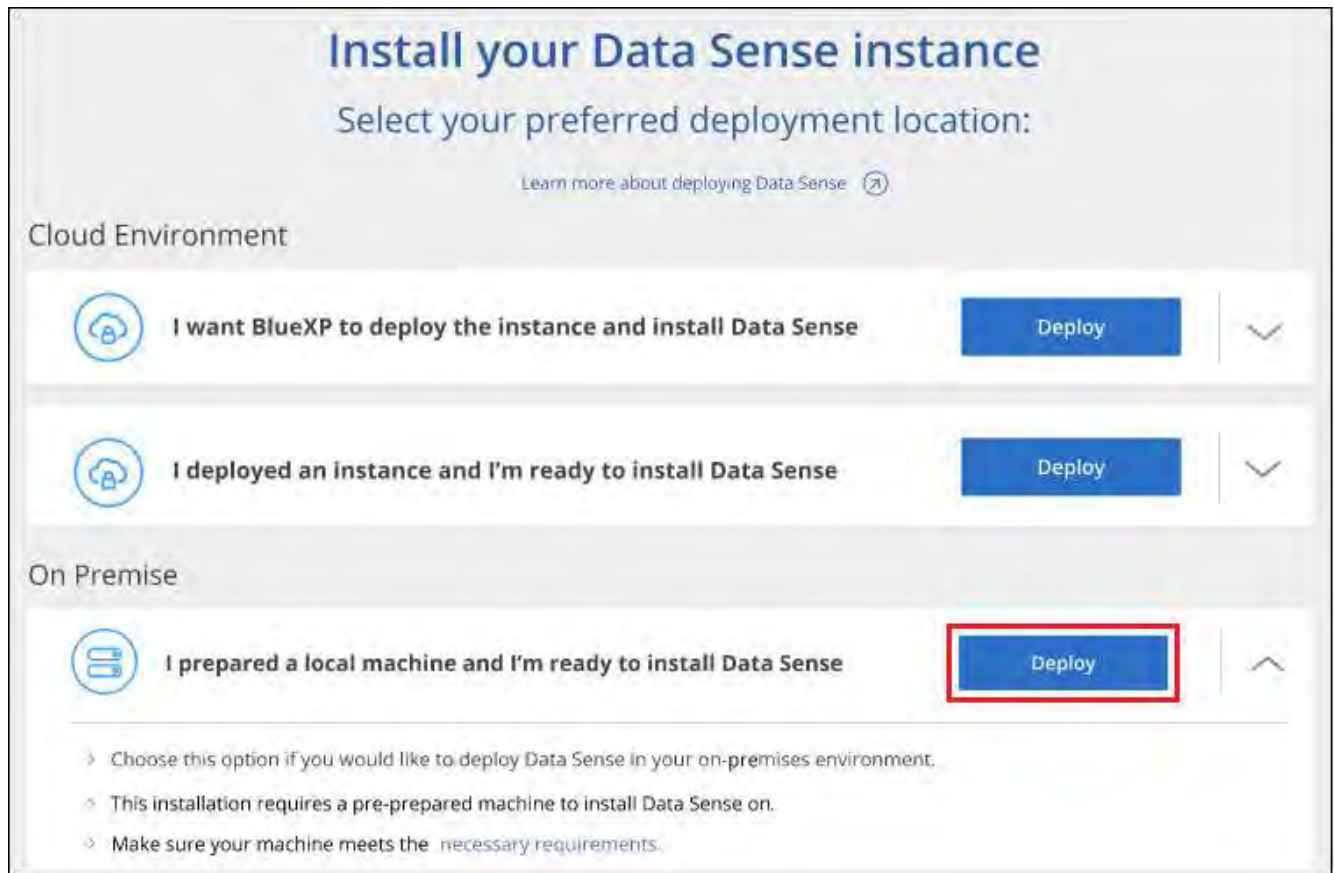 Install your Data Sense instance
Select your preferred deployment location:
Learn more about deploying Data Sense
Cloud Environment
I want BlueXP to deploy the instance and install Data Sense
Deploy
I deployed an instance and I'm ready to install Data Sense
Deploy
On Premise
I prepared a local machine and I'm ready to install Data Sense
Deploy
Choose this option if you would like to deploy Data Sense in your on-premises environment.
This installation requires a pre-prepared machine to install Data Sense on.
Make sure your machine meets the necessary requirements.